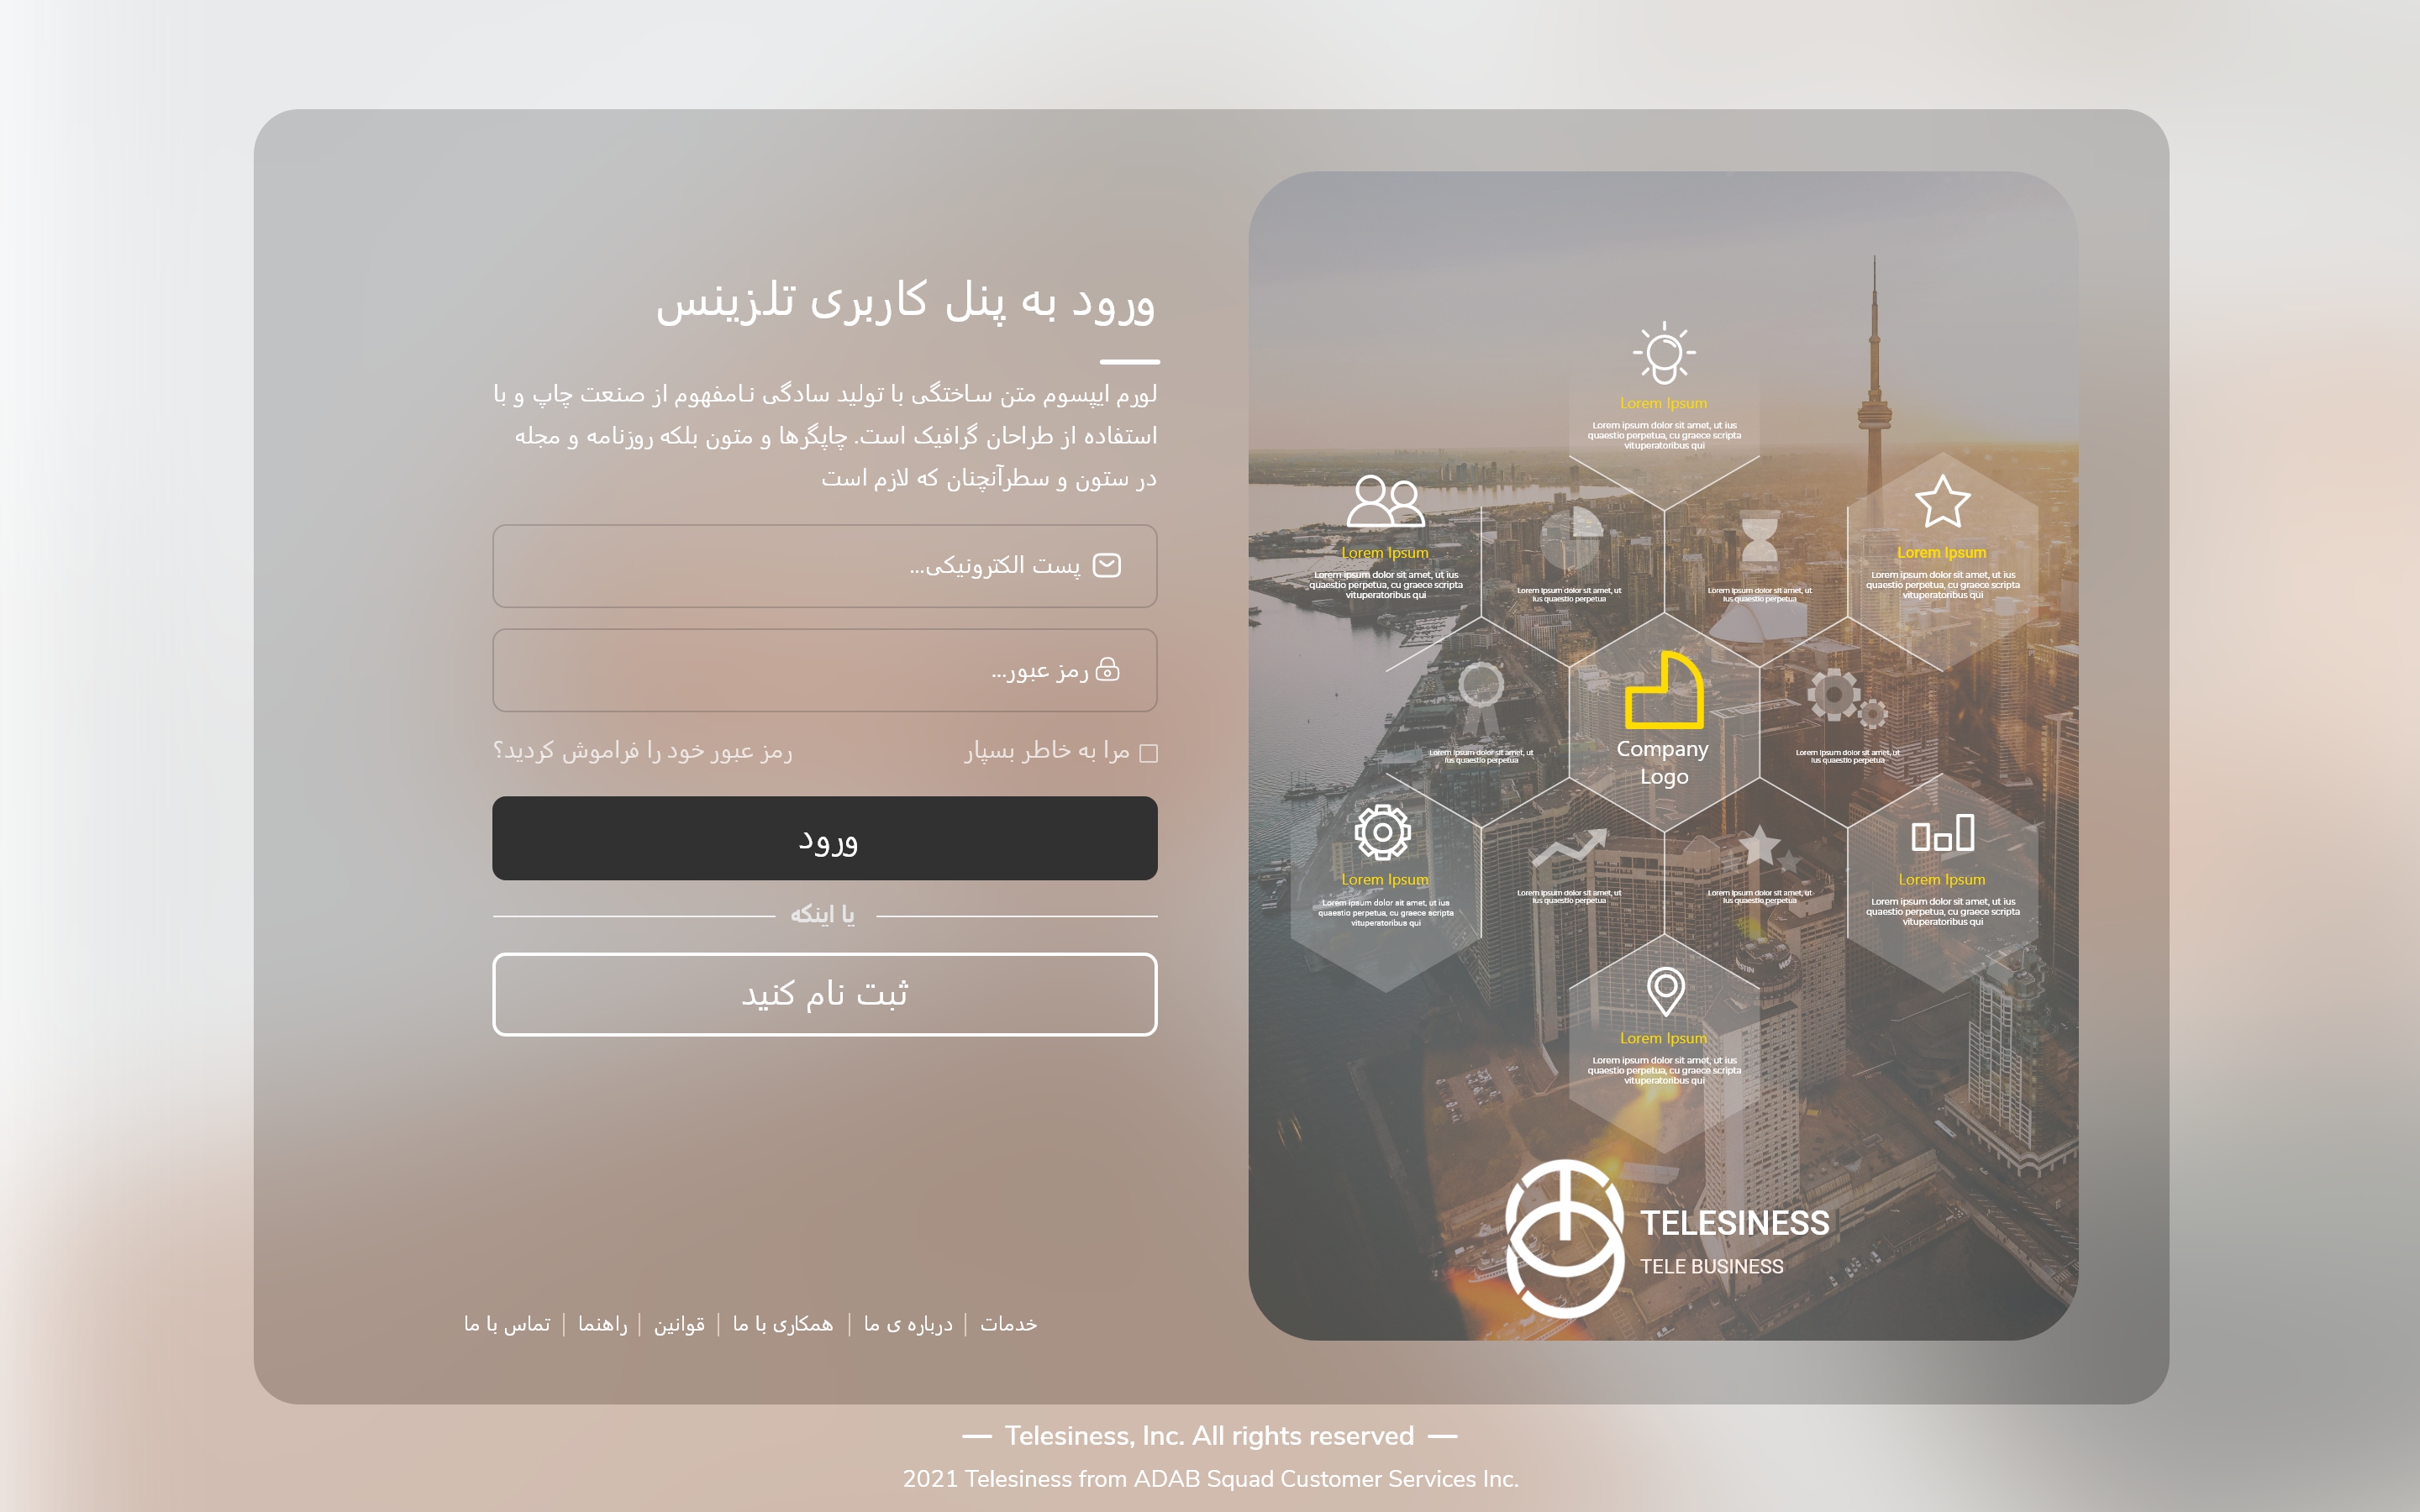 ورود به پنل کاربری تلزینس
لورم ایپسوم متن ساختگی با تولید سادگی نامفهوم از صنعت چاپ و با
استفاده از طراحان گرافیک است. چاپگرها و متون بلکه روزنامه و مجله
در ستون و سطرآنچنان که لازم است
پست الکترونیکی...
رمز عبور...
مرا به خاطر بسپار
رمز عبور خود را فراموش کردید؟
ورود
یا اینکه
ثبت نام کنید
خدمات | درباره ی ما | همکاری با ما | قوانین | راهنما | تماس با ما
Lorem Ipsum
Lorem ipsum dolor sit amet, ut ius
quaestio perpetua, cu graece scripta
vituperatoribus qui
Lorem Ipsum
Lorem ipsum dolor sit amet, ut ius
quaestio perpetua, cu graece scripta
vituperatoribus qui
Lorem ipsum dolor sit amet, ut
ius quaestio perpetua
Lorem ipsum dolor sit amet, ut
ius quaestio perpetua
Lorem Ipsum
Lorem ipsum dolor sit amet, ut ius
quaestio perpetua, cu graece scripta
vituperatoribus qui
Lorem ipsum dolor sit amet, ut
ius quaestio perpetua
Company
Logo
Lorem ipsum dolor sit amet, ut
ius quaestio perpetua
Lorem Ipsum
Lorem ipsum dolor sit amet, ut ius
quaestio perpetua, cu graece scripta
vituperatoribus qui
Lorem ipsum dolor sit amet, ut
ius quaestio perpetua
Lorem ipsum dolor sit amet, ut
ius quaestio perpetua
Lorem Ipsum
Lorem ipsum dolor sit amet, ut ius
quaestio perpetua, cu graece scripta
vituperatoribus qui
Lorem Ipsum
Lorem ipsum dolor sit amet, ut ius
quaestio perpetua, cu graece scripta
vituperatoribus qui
TELESINESS
TELE BUSINESS
Telesiness, Inc. All rights reserved
2021 Telesiness from ADAB Squad Customer Services Inc.